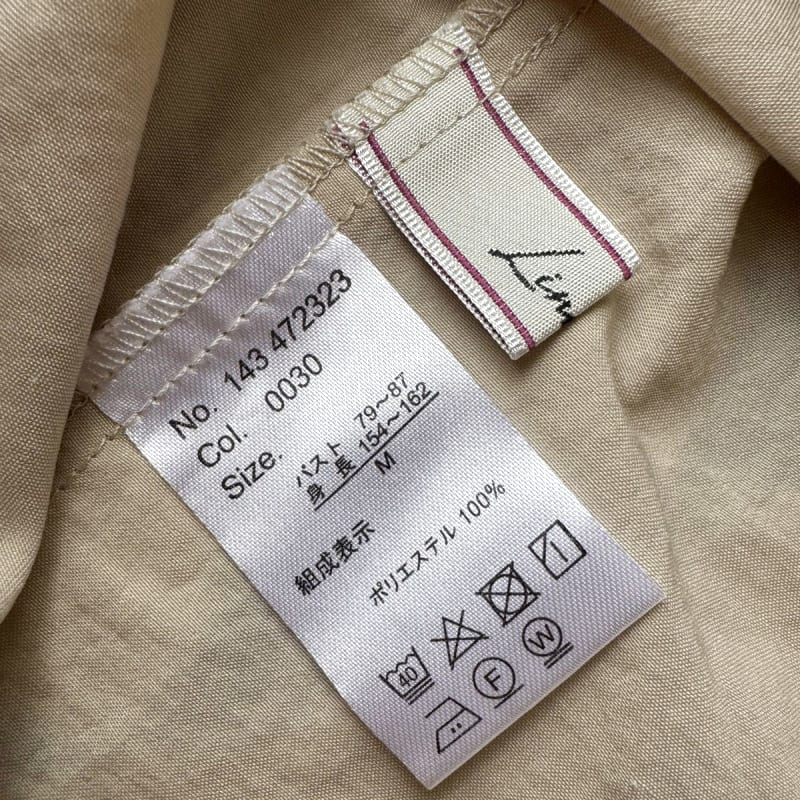 No. 143 472323
Col. 0030
Size.
バスト 79～87
身 長 154～162
M
組成表示
ポリエステル 100%
40
F
W